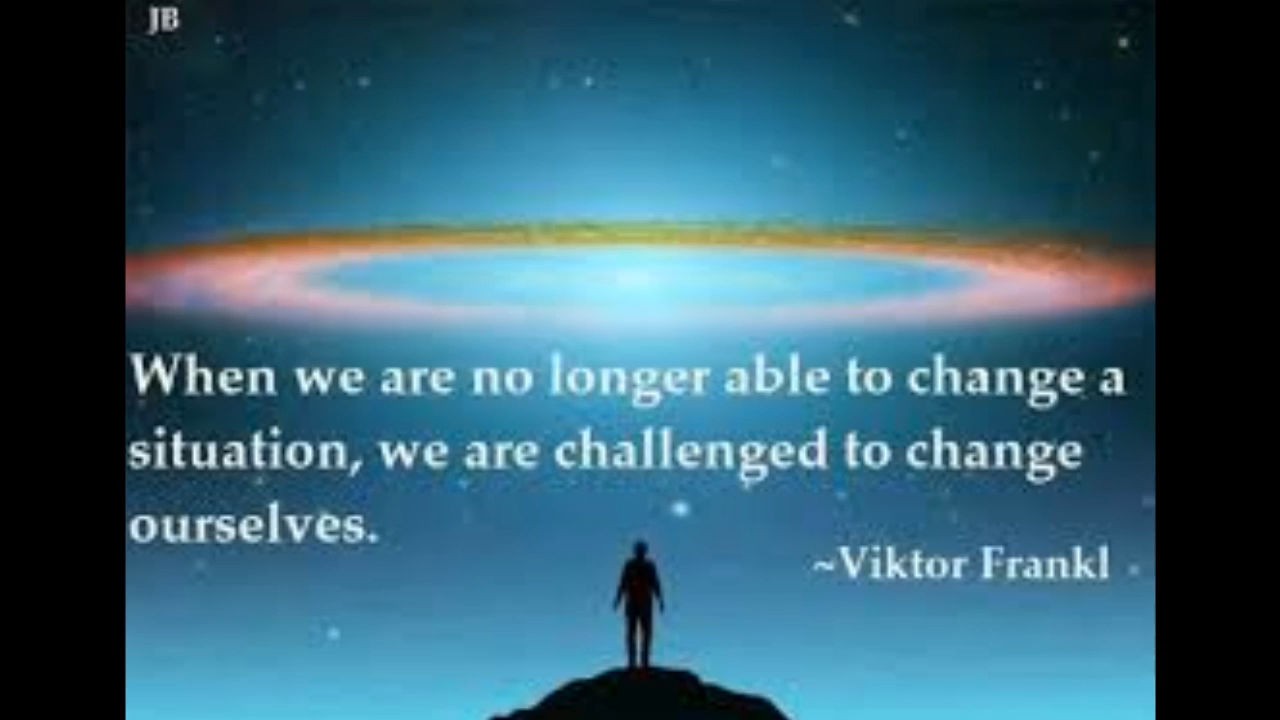 JB
When we are no longer able to change a
situation, we are challenged to change
ourselves.
~Viktor Frankl